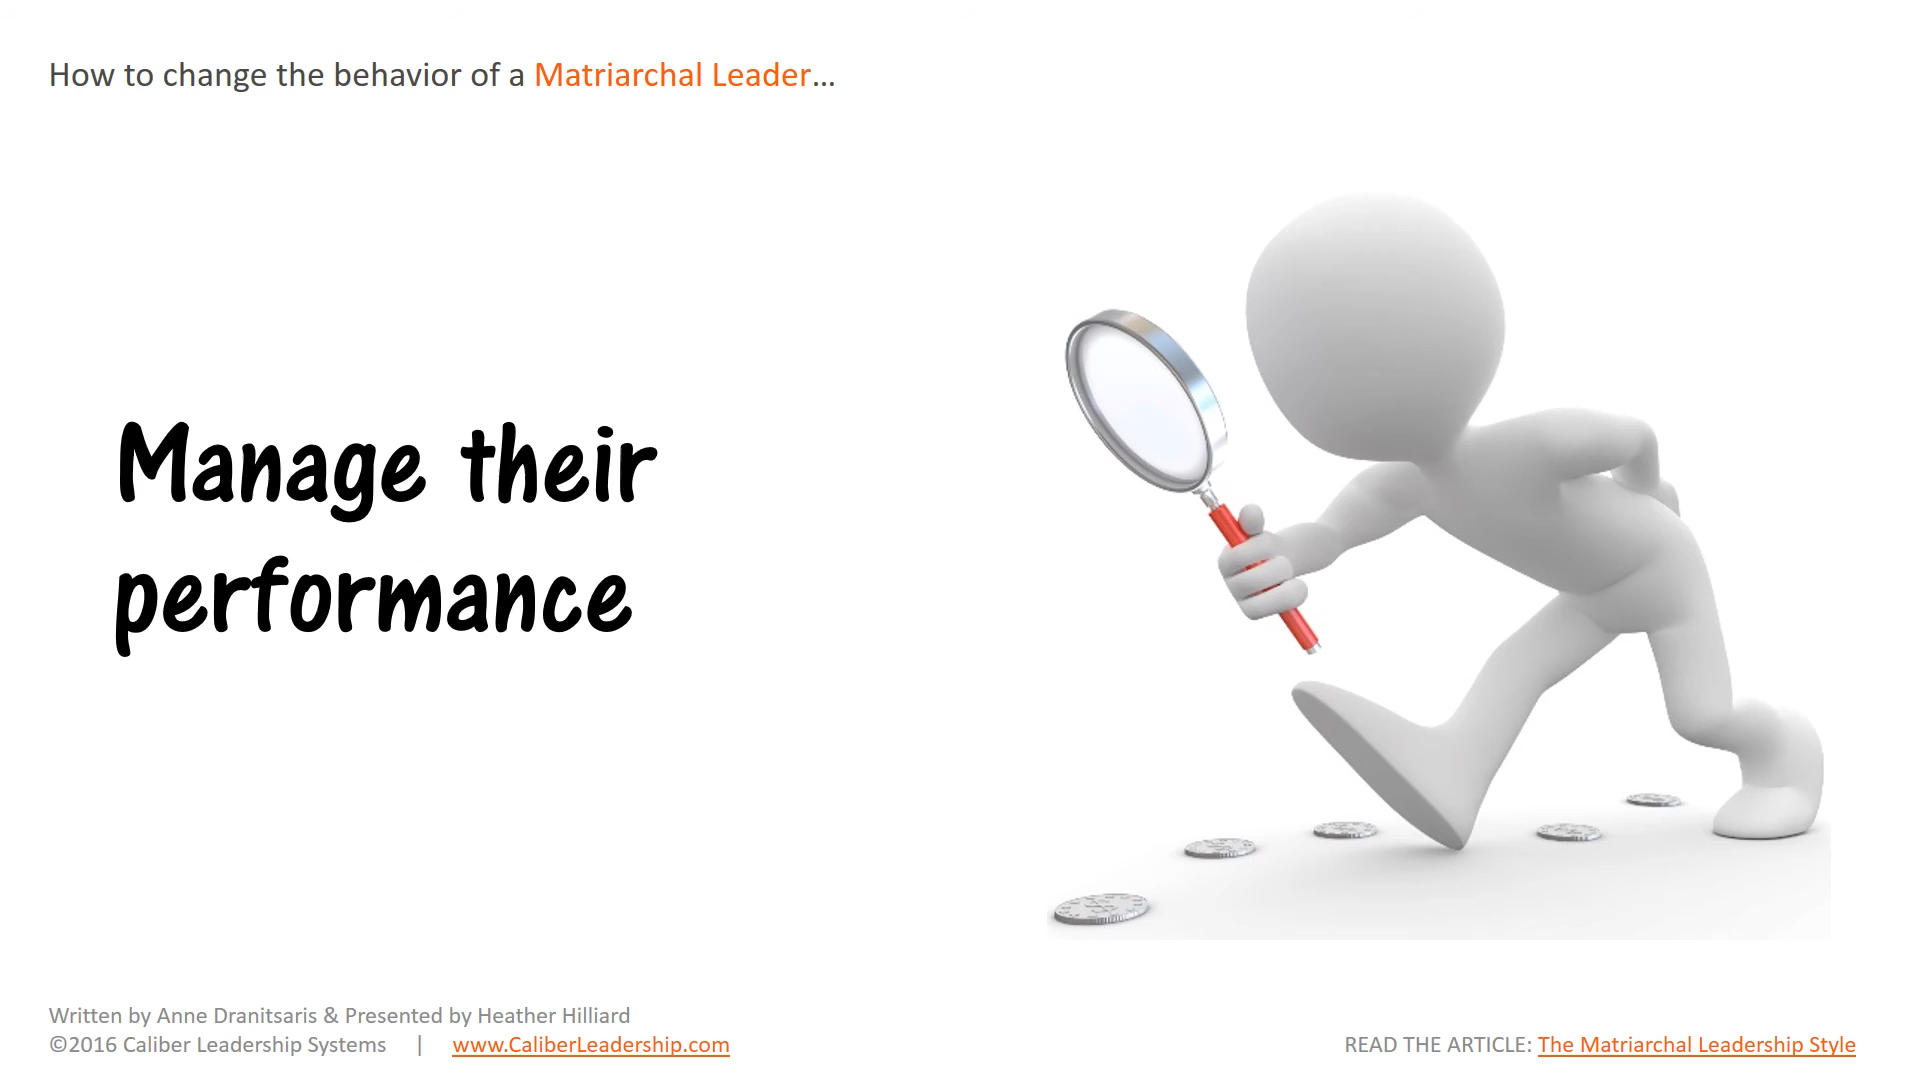 How to change the behavior of a Matriarchal Leader...
Manage their
performance
Written by Anne Dranitsaris & Presented by Heather Hilliard
©2016 Caliber Leadership Systems | www.CaliberLeadership.com
READ THE ARTICLE: The Matriarchal Leadership Style